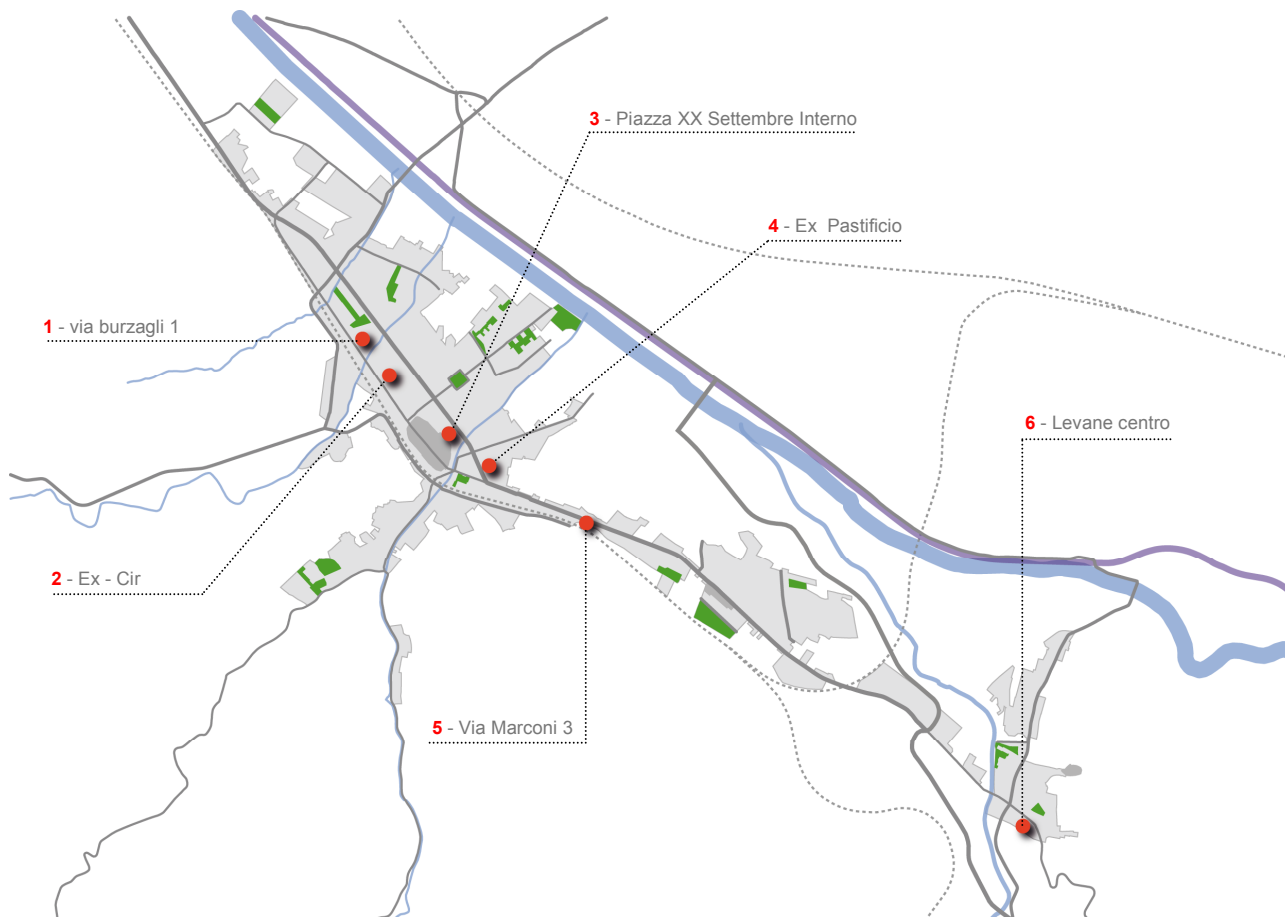 3 - Piazza XX Settembre Interno
4 - Ex Pastificio
1 - via burzagli 1
6 - Levane centro
2 - Ex - Cir
5 - Via Marconi 3